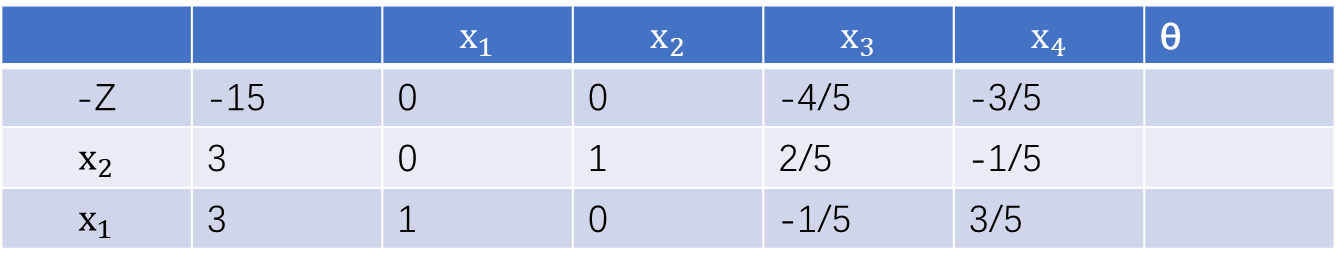 x₁ x₂ x₃ x₄ θ
-Z -15 0 0 -4/5 -3/5
x₂ 3 0 1 2/5 -1/5
x₁ 3 1 0 -1/5 3/5